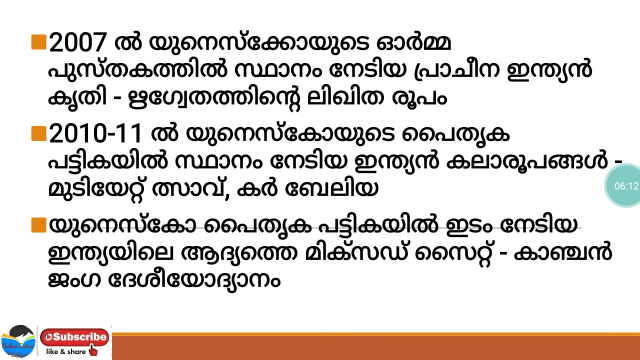 2007 ൽ യുനെസ്ക്കോയുടെ ഓർമ്മ
പുസ്തകത്തിൽ സ്ഥാനം നേടിയ പ്രാചീന ഇന്ത്യൻ
കൃതി - ഋഗ്വേതത്തിന്റെ ലിഖിത രൂപം
2010-11 ൽ യുനെസ്കോയുടെ പൈതൃക
പട്ടികയിൽ സ്ഥാനം നേടിയ ഇന്ത്യൻ കലാരൂപങ്ങൾ -
മുടിയേറ്റ് ത്സാവ്, കർ ബേലിയ
06:12
യുനെസ്കോ പൈതൃക പട്ടികയിൽ ഇടം നേടിയ
ഇന്ത്യയിലെ ആദ്യത്തെ മിക്സഡ് സൈറ്റ് - കാഞ്ചൻ
ജംഗ ദേശീയോദ്യാനം
Subscribe
like & share